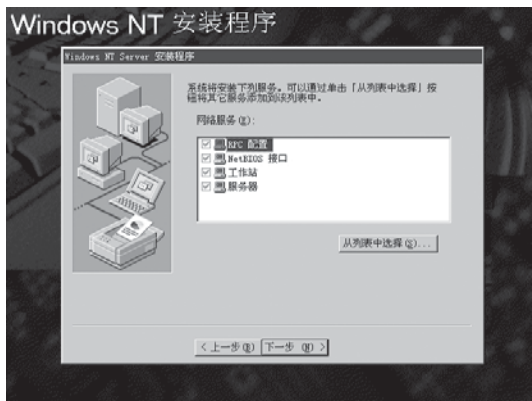 Windows NT 安装程序
Windows NT Server 安装程序
系统将安装下列服务。可以通过单击「从列表中选择」按
钮将其它服务添加到该列表中。
网络服务(E):
RPC 配置
NetBIOS 接口
工作站
服务器
从列表中选择(S)...
< 上一步(B)
下一步(N) >